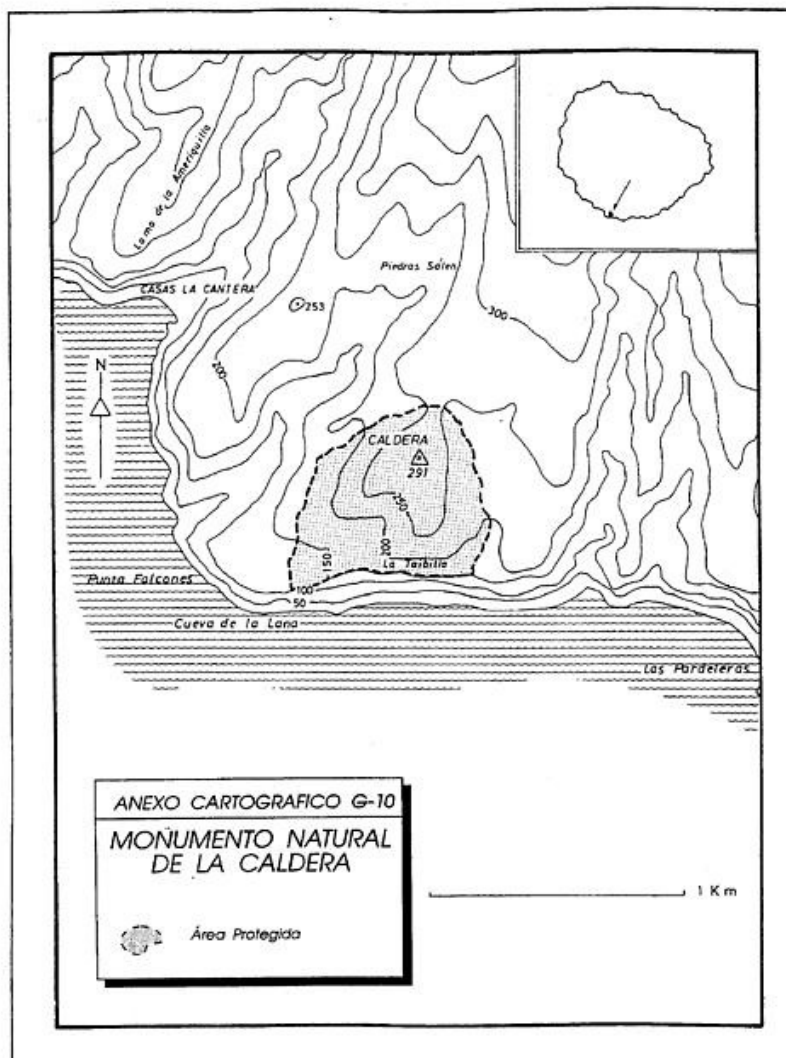 Loma de la Ameriquilla
Piedras Salen
CASAS LA CANTERA
253
300
200
N
CALDERA
291
250
200
150
La Taibilla
100
50
Punta Falcones
Cueva de la Lana
Las Pardeleras
ANEXO CARTOGRAFICO G-10
MOÑUMENTO NATURAL
DE LA CALDERA
Área Protegida
1 Km